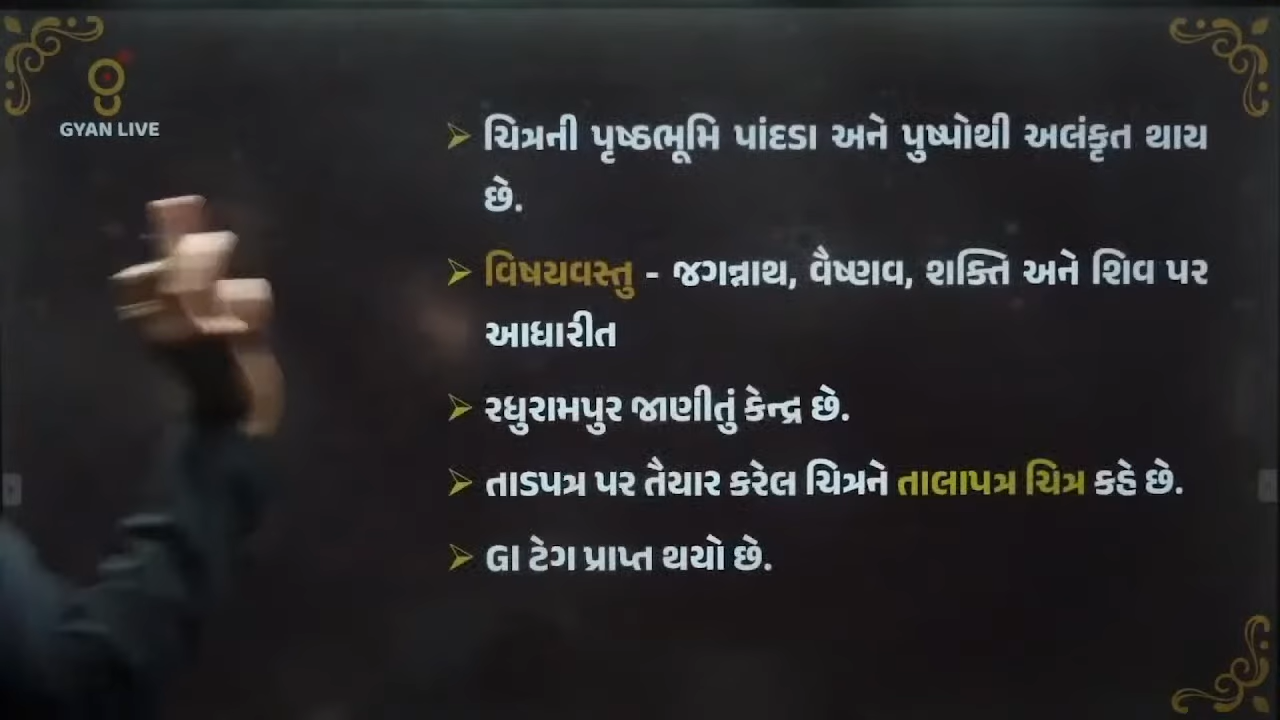 GYAN LIVE
ચિત્રની પૃષ્ઠભૂમિ પાંદડા અને પુષ્પોથી અલંકૃત થાય
છે.
વિષયવસ્તુ - જગન્નાથ, વૈષ્ણવ, શક્તિ અને શિવ પર
આધારીત
રધુરામપુર જાણીતું કેન્દ્ર છે.
તાડપત્ર પર તૈયાર કરેલ ચિત્રને તાલાપત્ર ચિત્ર કહે છે.
GI ટેગ પ્રાપ્ત થયો છે.